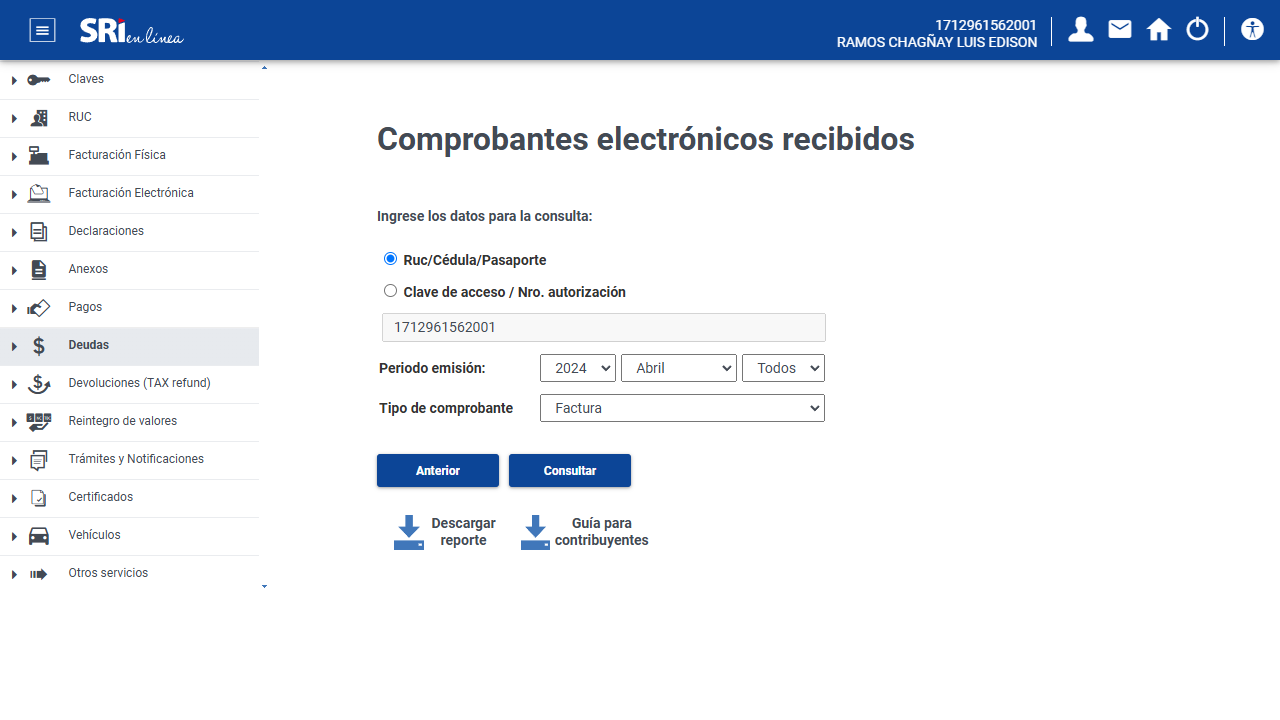 SRi en línea
1712961562001
RAMOS CHAGÑAY LUIS EDISON
Claves
RUC
Facturación Física
Facturación Electrónica
Declaraciones
Anexos
Pagos
Deudas
Devoluciones (TAX refund)
Reintegro de valores
Trámites y Notificaciones
Certificados
Vehículos
Otros servicios
Comprobantes electrónicos recibidos
Ingrese los datos para la consulta:
Ruc/Cédula/Pasaporte
Clave de acceso / Nro. autorización
1712961562001
Periodo emisión: 2024 Abril Todos
Tipo de comprobante Factura
Anterior Consultar
Descargar reporte
Guía para contribuyentes